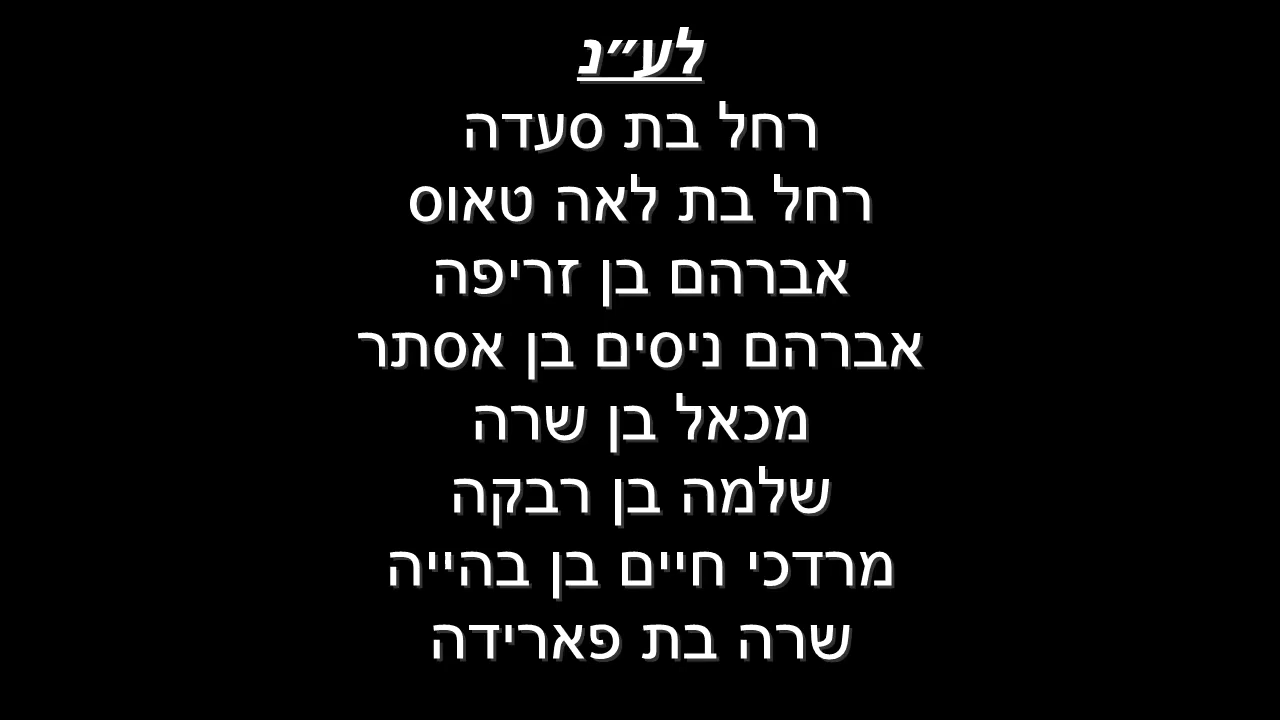 לע״נ
רחל בת סעדה
רחל בת לאה טאוס
אברהם בן זריפה
אברהם ניסים בן אסתר
מכאל בן שרה
שלמה בן רבקה
מרדכי חיים בן בהייה
שרה בת פארידה